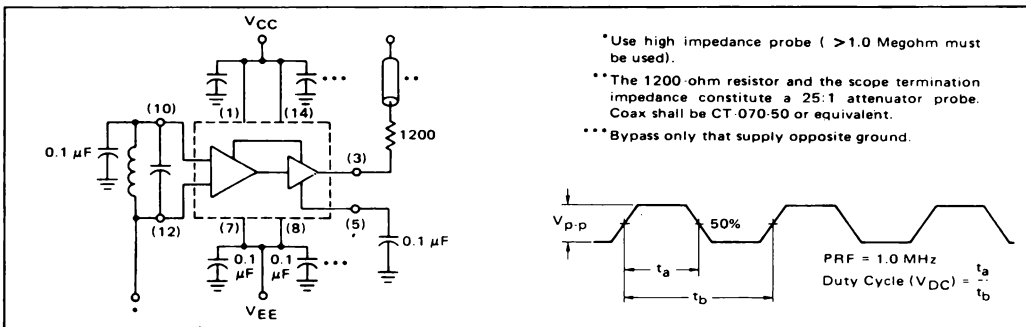 VCC
(10)
(1)
(14)
•••
••
1200
0.1 μF
(3)
(12)
(7)
(8)
(5)
•
0.1 μF
0.1 μF
•••
0.1 μF
VEE
•
•Use high impedance probe ( >1.0 Megohm must
be used).
••The 1200-ohm resistor and the scope termination
impedance constitute a 25:1 attenuator probe.
Coax shall be CT-070-50 or equivalent.
•••Bypass only that supply opposite ground.
Vp-p
50%
ta
tb
PRF = 1.0 MHz
Duty Cycle (VDC) = ta/tb